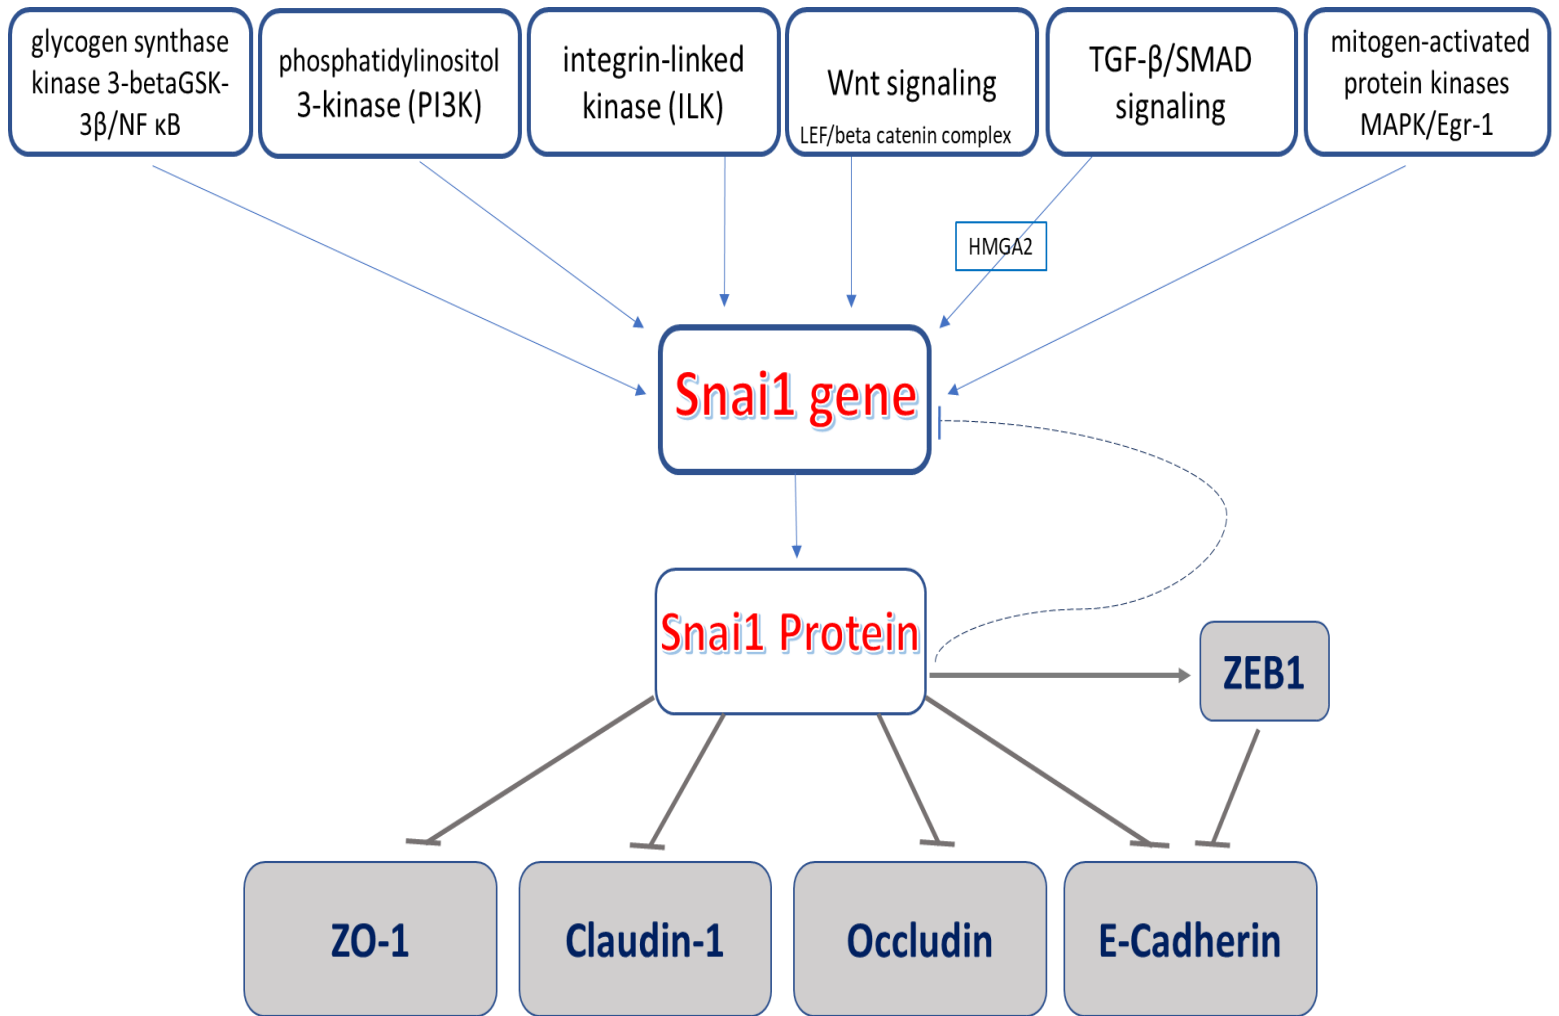 glycogen synthase
kinase 3-betaGSK-
3β/NF κB
phosphatidylinositol
3-kinase (PI3K)
integrin-linked
kinase (ILK)
Wnt signaling
LEF/beta catenin complex
TGF-β/SMAD
signaling
mitogen-activated
protein kinases
MAPK/Egr-1
HMGA2
Snai1 gene
Snai1 Protein
ZEB1
ZO-1
Claudin-1
Occludin
E-Cadherin